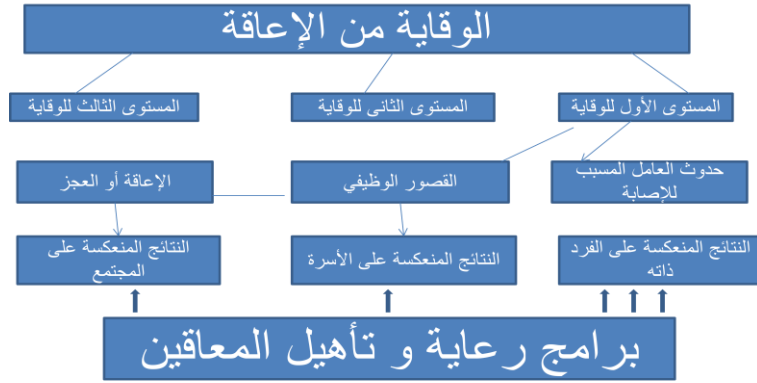 الوقاية من الإعاقة
المستوى الأول للوقاية
المستوى الثانى للوقاية
المستوى الثالث للوقاية
حدوث العامل المسبب
للإصابة
القصور الوظيفي
الإعاقة أو العجز
النتائج المنعكسة على الفرد
ذاته
النتائج المنعكسة على الأسرة
النتائج المنعكسة على
المجتمع
برامج رعاية و تأهيل المعاقين